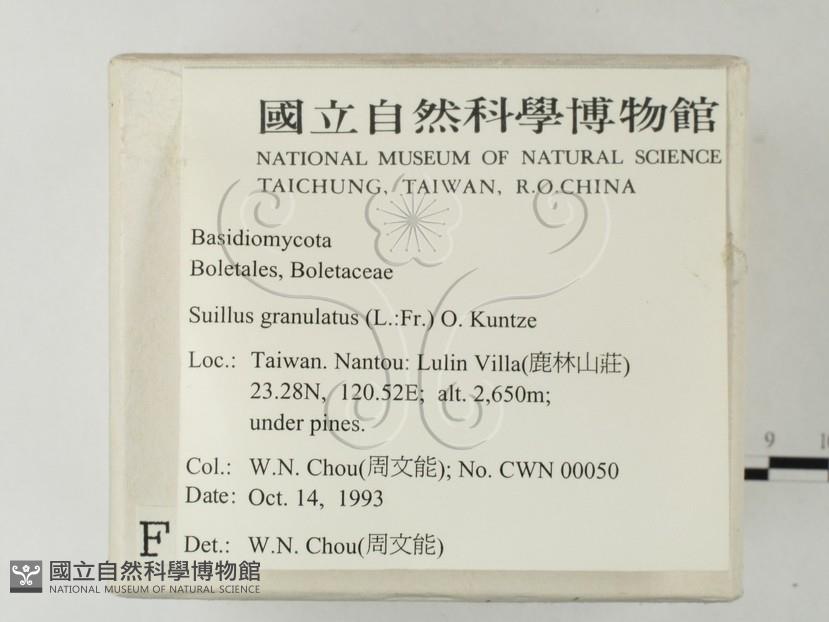 國立自然科學博物館
NATIONAL MUSEUM OF NATURAL SCIENCE
TAICHUNG, TAIWAN, R.O.CHINA
Basidiomycota
Boletales, Boletaceae
Suillus granulatus (L.:Fr.) O. Kuntze
Loc.: Taiwan. Nantou: Lulin Villa(鹿林山莊)
23.28N, 120.52E; alt. 2,650m;
under pines.
Col.: W.N. Chou(周文能); No. CWN 00050
Date: Oct. 14, 1993
F Det.: W.N. Chou(周文能)
國立自然科學博物館
NATIONAL MUSEUM OF NATURAL SCIENCE
9